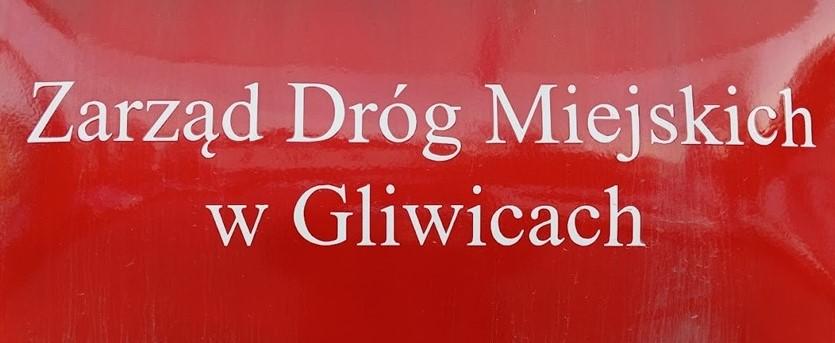 Zarząd Dróg Miejskich
w Gliwicach